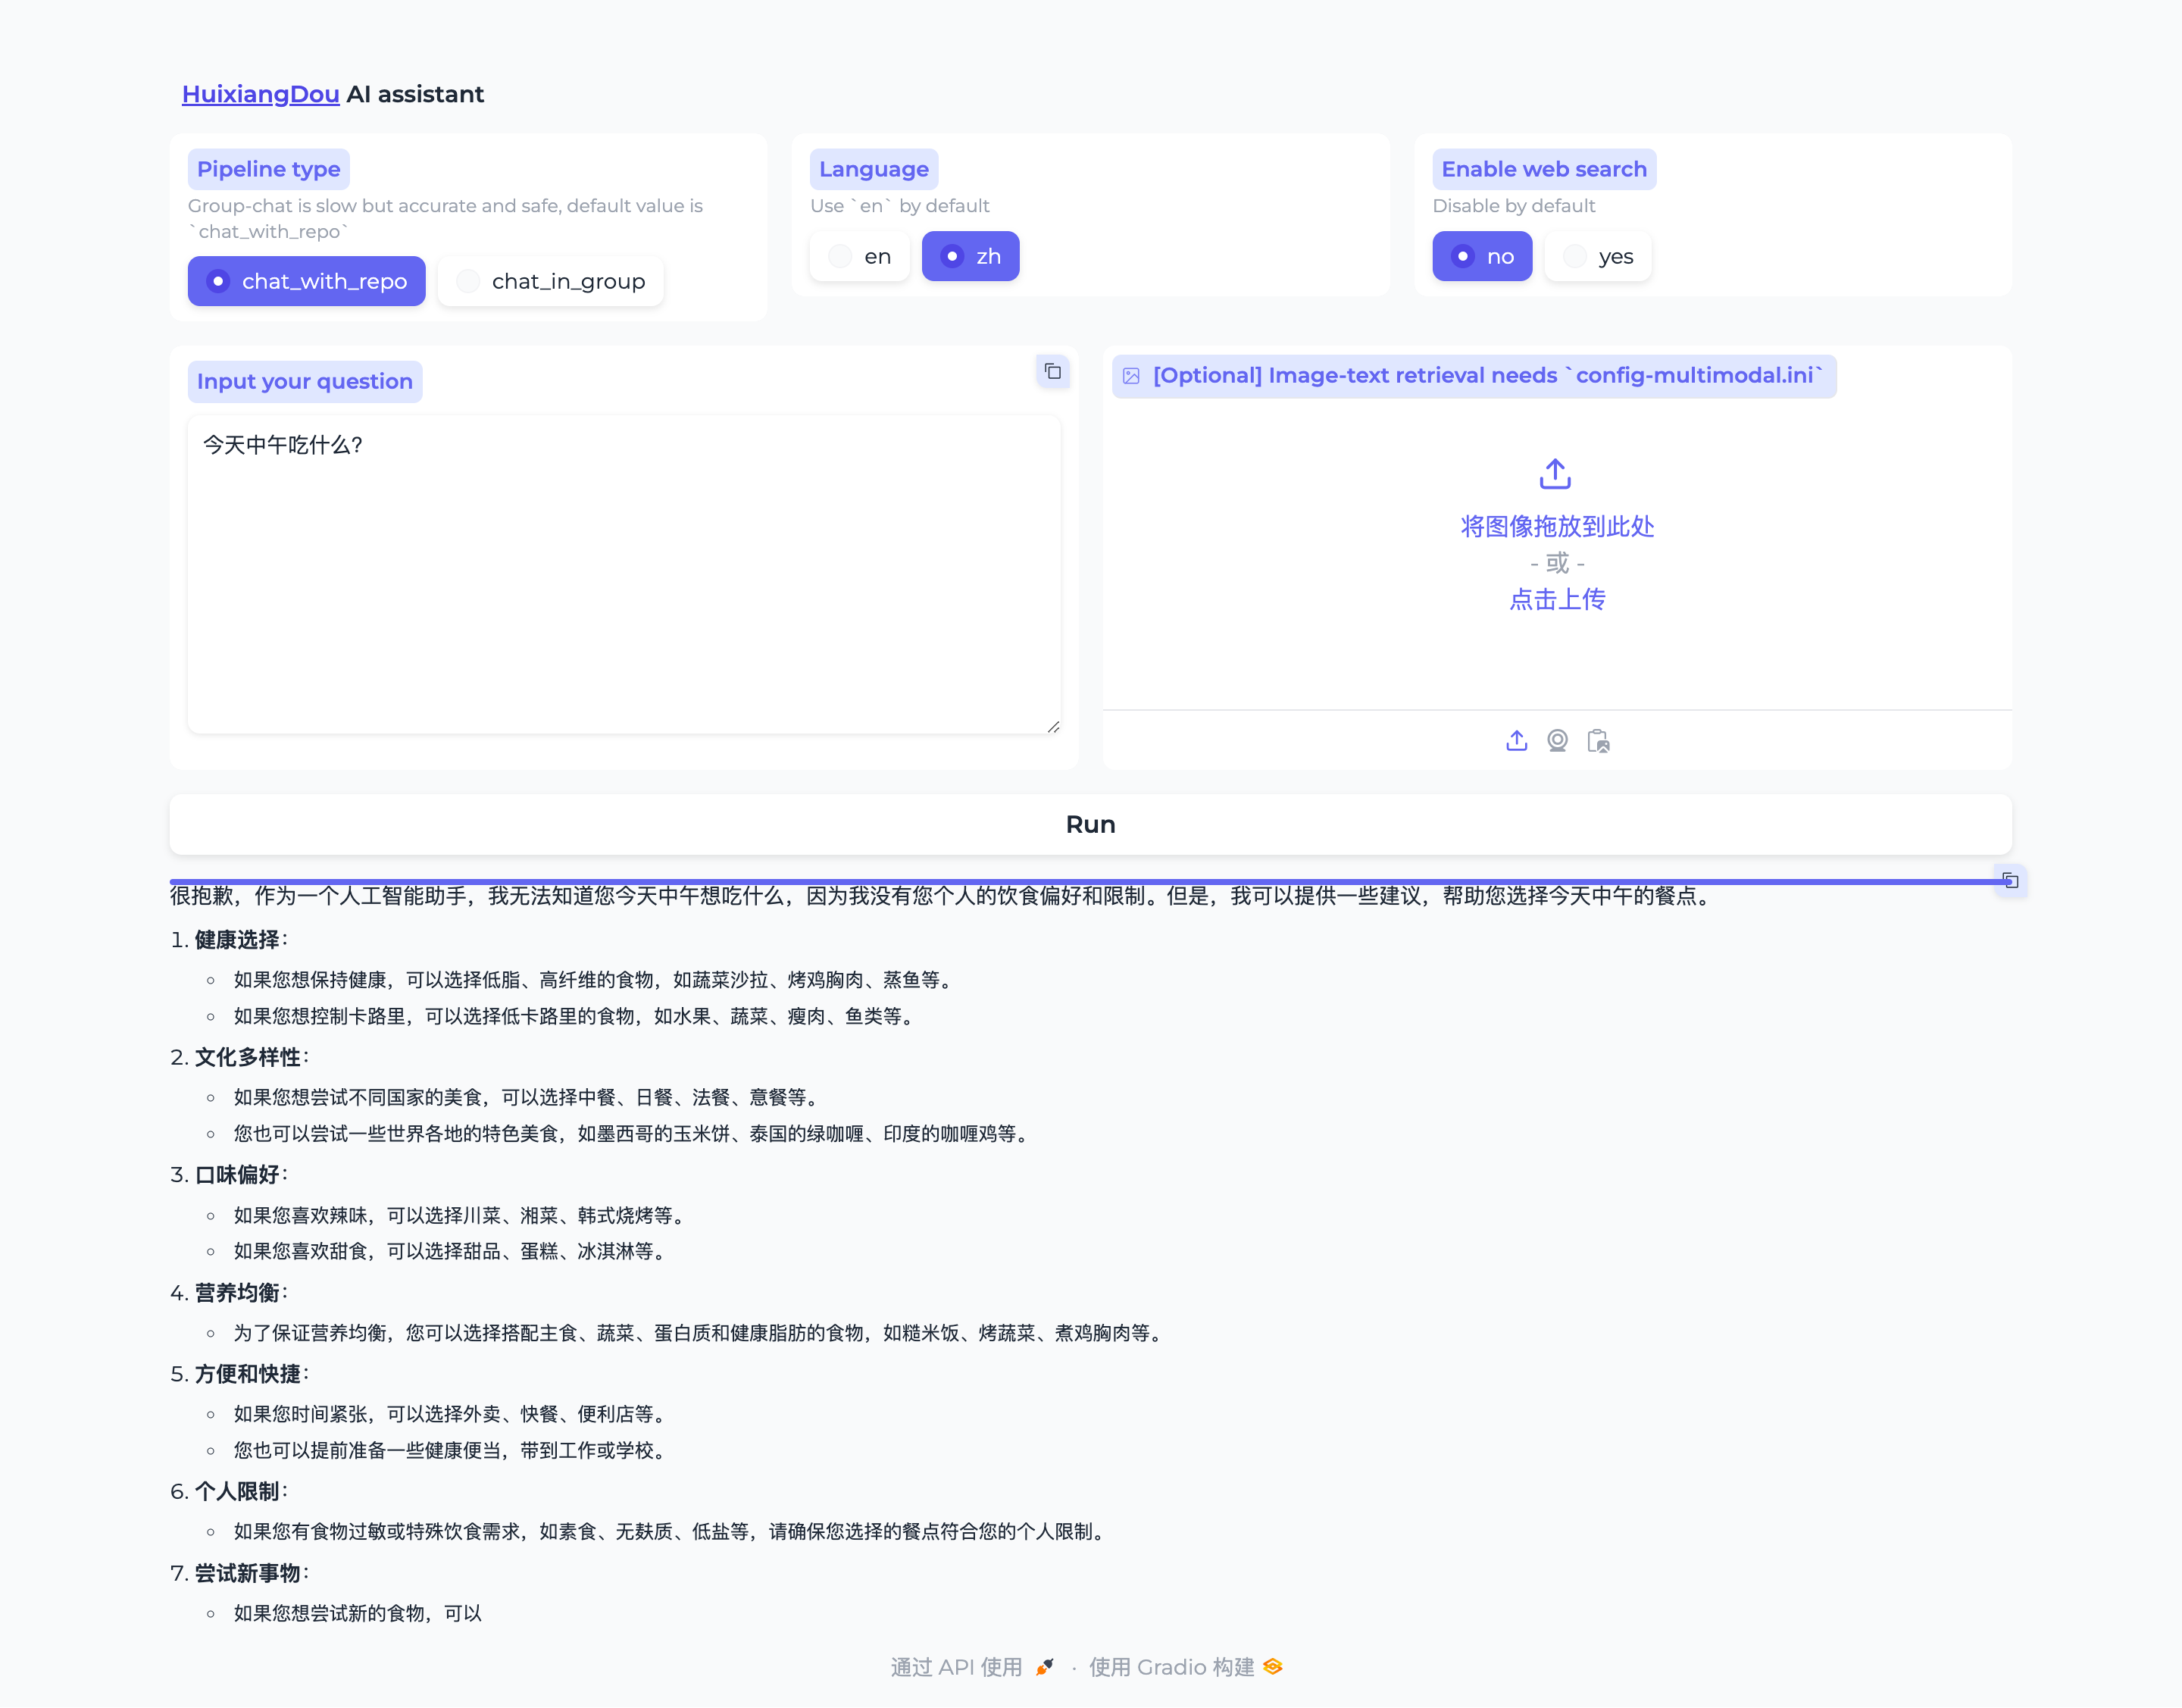 HuixiangDou AI assistant
Pipeline type
Group-chat is slow but accurate and safe, default value is
`chat_with_repo`
chat_with_repo
chat_in_group
Language
Use `en` by default
en
zh
Enable web search
Disable by default
no
yes
Input your question
今天中午吃什么?
[Optional] Image-text retrieval needs `config-multimodal.ini`
将图像拖放到此处
- 或 -
点击上传
Run
很抱歉，作为一个人工智能助手，我无法知道您今天中午想吃什么，因为我没有您个人的饮食偏好和限制。但是，我可以提供一些建议，帮助您选择今天中午的餐点。
1. 健康选择：
如果您想保持健康，可以选择低脂、高纤维的食物，如蔬菜沙拉、烤鸡胸肉、蒸鱼等。
如果您想控制卡路里，可以选择低卡路里的食物，如水果、蔬菜、瘦肉、鱼类等。
2. 文化多样性：
如果您想尝试不同国家的美食，可以选择中餐、日餐、法餐、意餐等。
您也可以尝试一些世界各地的特色美食，如墨西哥的玉米饼、泰国的绿咖喱、印度的咖喱鸡等。
3. 口味偏好：
如果您喜欢辣味，可以选择川菜、湘菜、韩式烧烤等。
如果您喜欢甜食，可以选择甜品、蛋糕、冰淇淋等。
4. 营养均衡：
为了保证营养均衡，您可以选择搭配主食、蔬菜、蛋白质和健康脂肪的食物，如糙米饭、烤蔬菜、煮鸡胸肉等。
5. 方便和快捷：
如果您时间紧张，可以选择外卖、快餐、便利店等。
您也可以提前准备一些健康便当，带到工作或学校。
6. 个人限制：
如果您有食物过敏或特殊饮食需求，如素食、无麸质、低盐等，请确保您选择的餐点符合您的个人限制。
7. 尝试新事物：
如果您想尝试新的食物，可以
通过 API 使用 · 使用 Gradio 构建